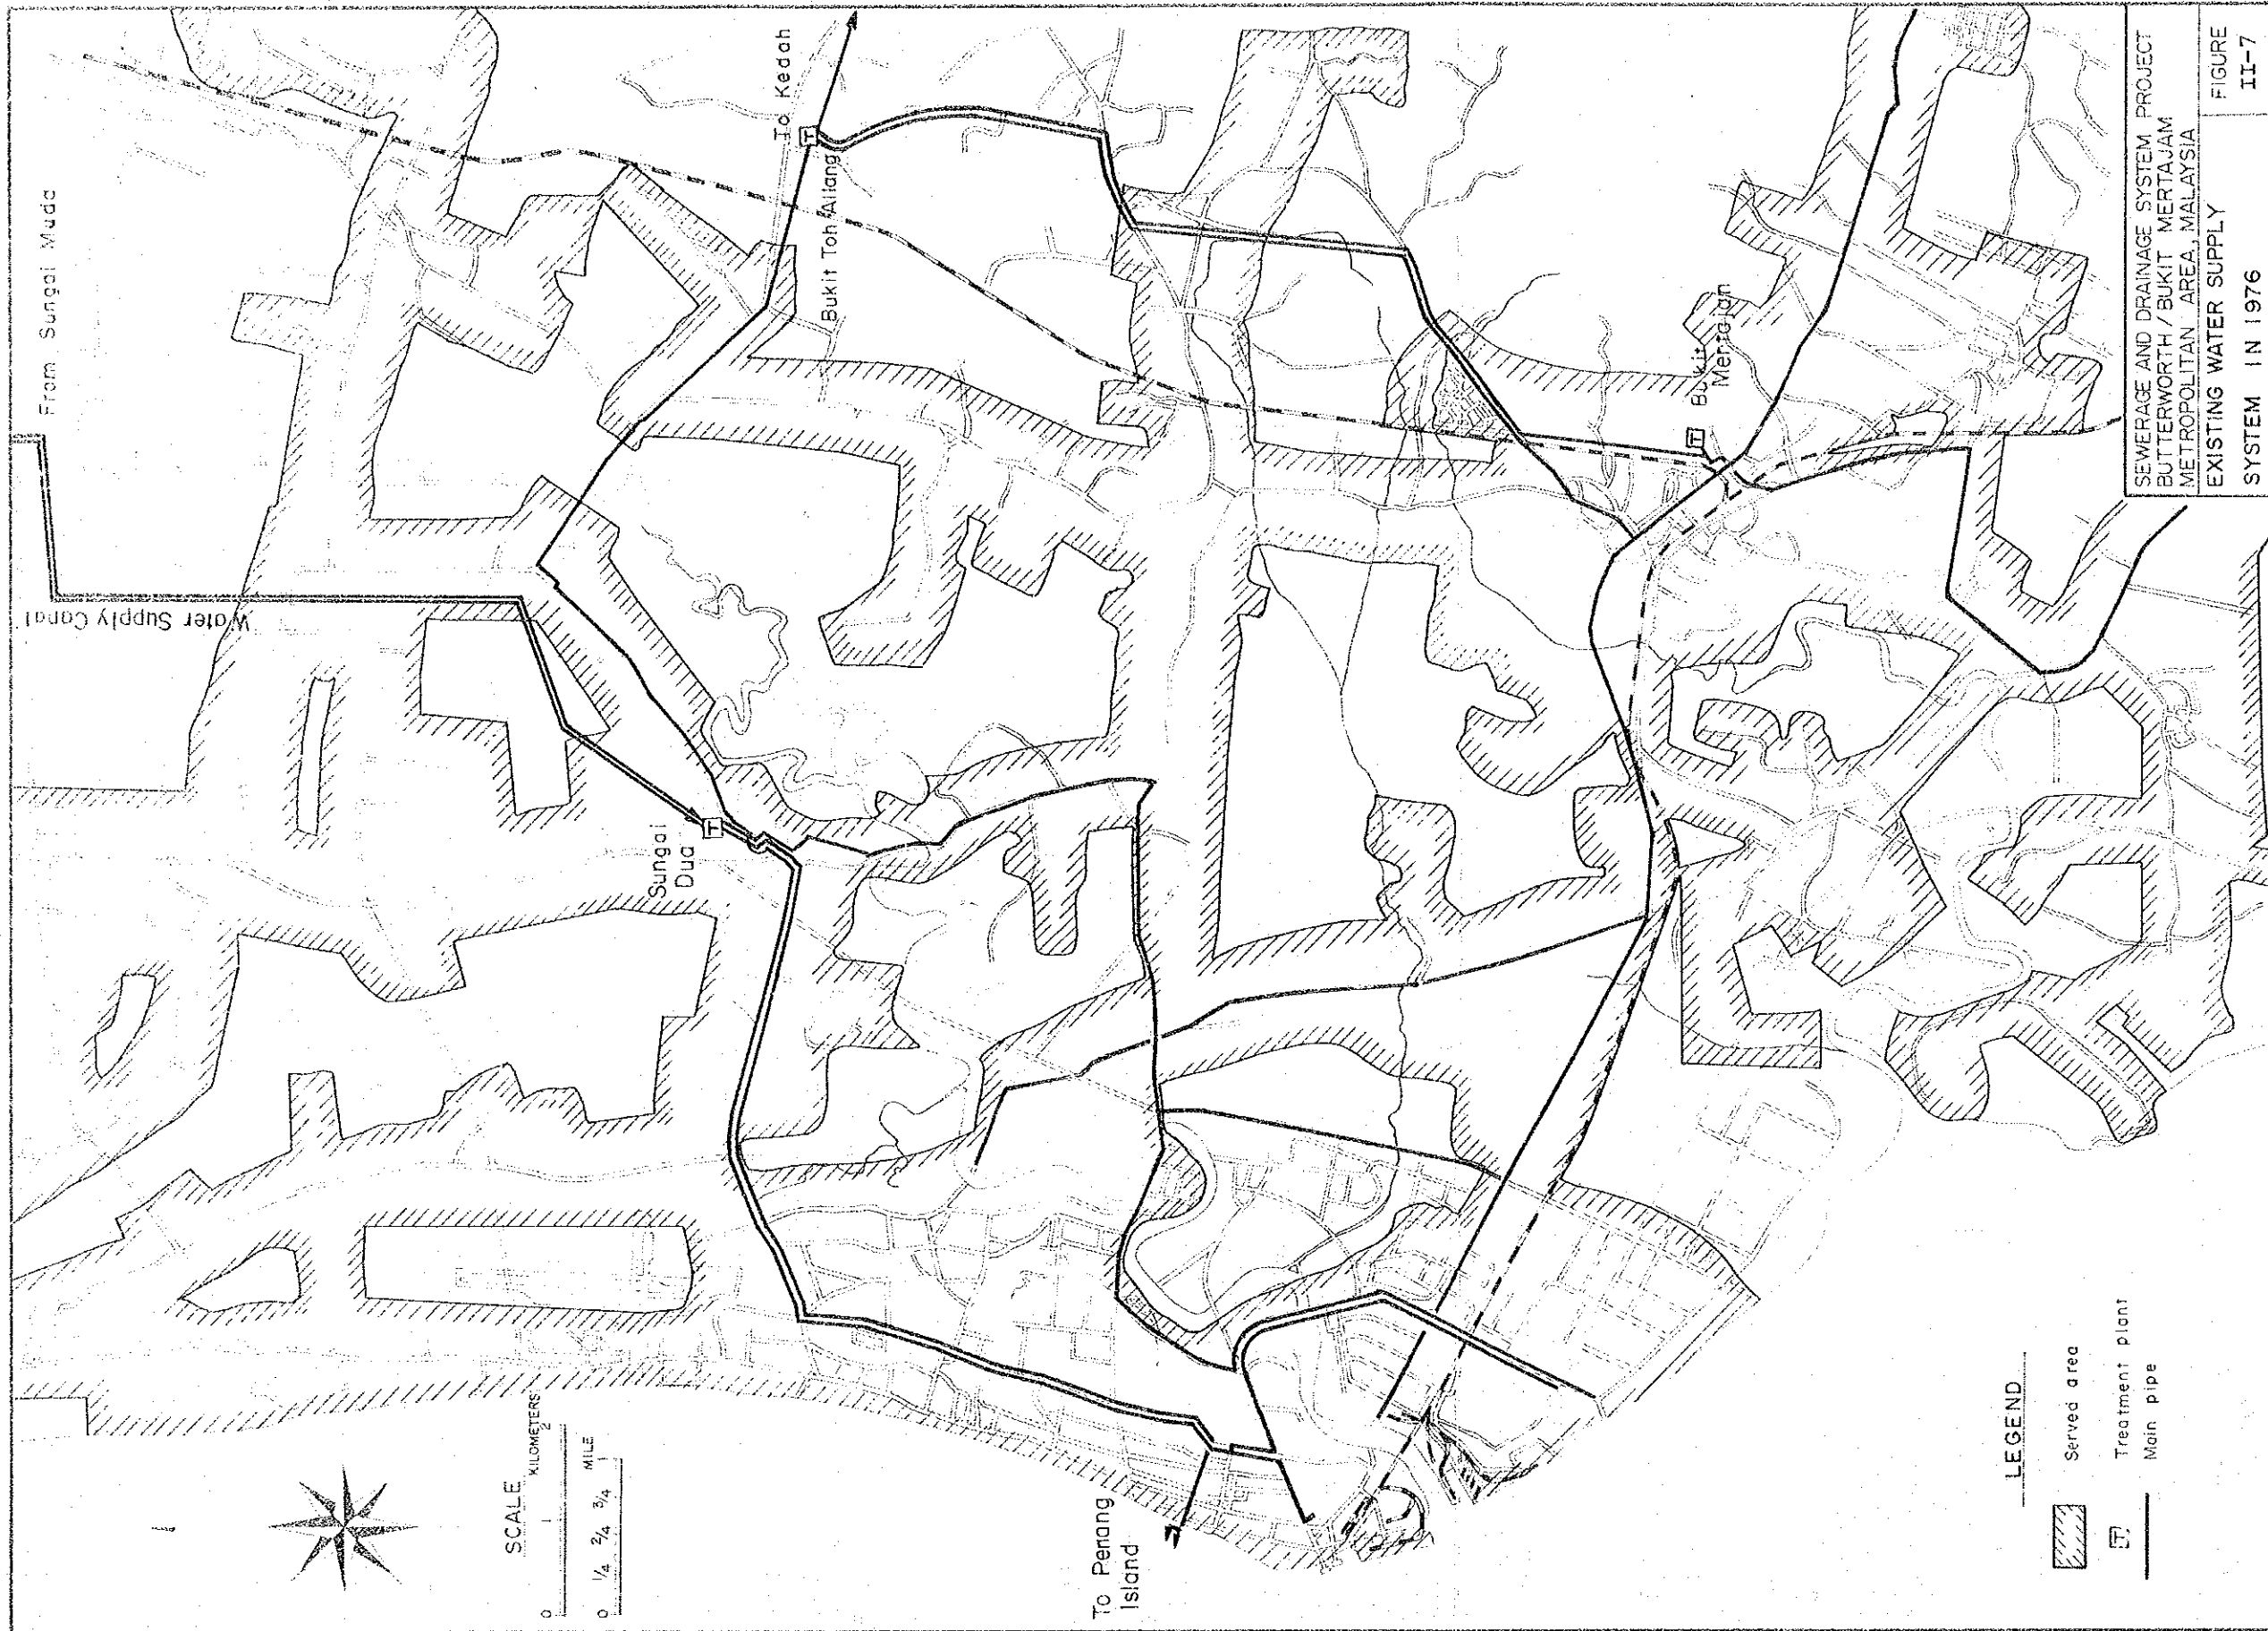 From Sungai Muda
Water Supply Canal
To Kedah
T
Bukit Toh Allang
Sungai
Dua
T
Bukit
Mertajam
T
To Penang
Island
SCALE
KILOMETERS
0 1 2
MILE
0 1/4 2/4 3/4 1
LEGEND
Served area
T Treatment plant
Main pipe
SEWERAGE AND DRAINAGE SYSTEM PROJECT
BUTTERWORTH / BUKIT MERTAJAM
METROPOLITAN AREA, MALAYSIA
EXISTING WATER SUPPLY
SYSTEM IN 1976
FIGURE
II-7